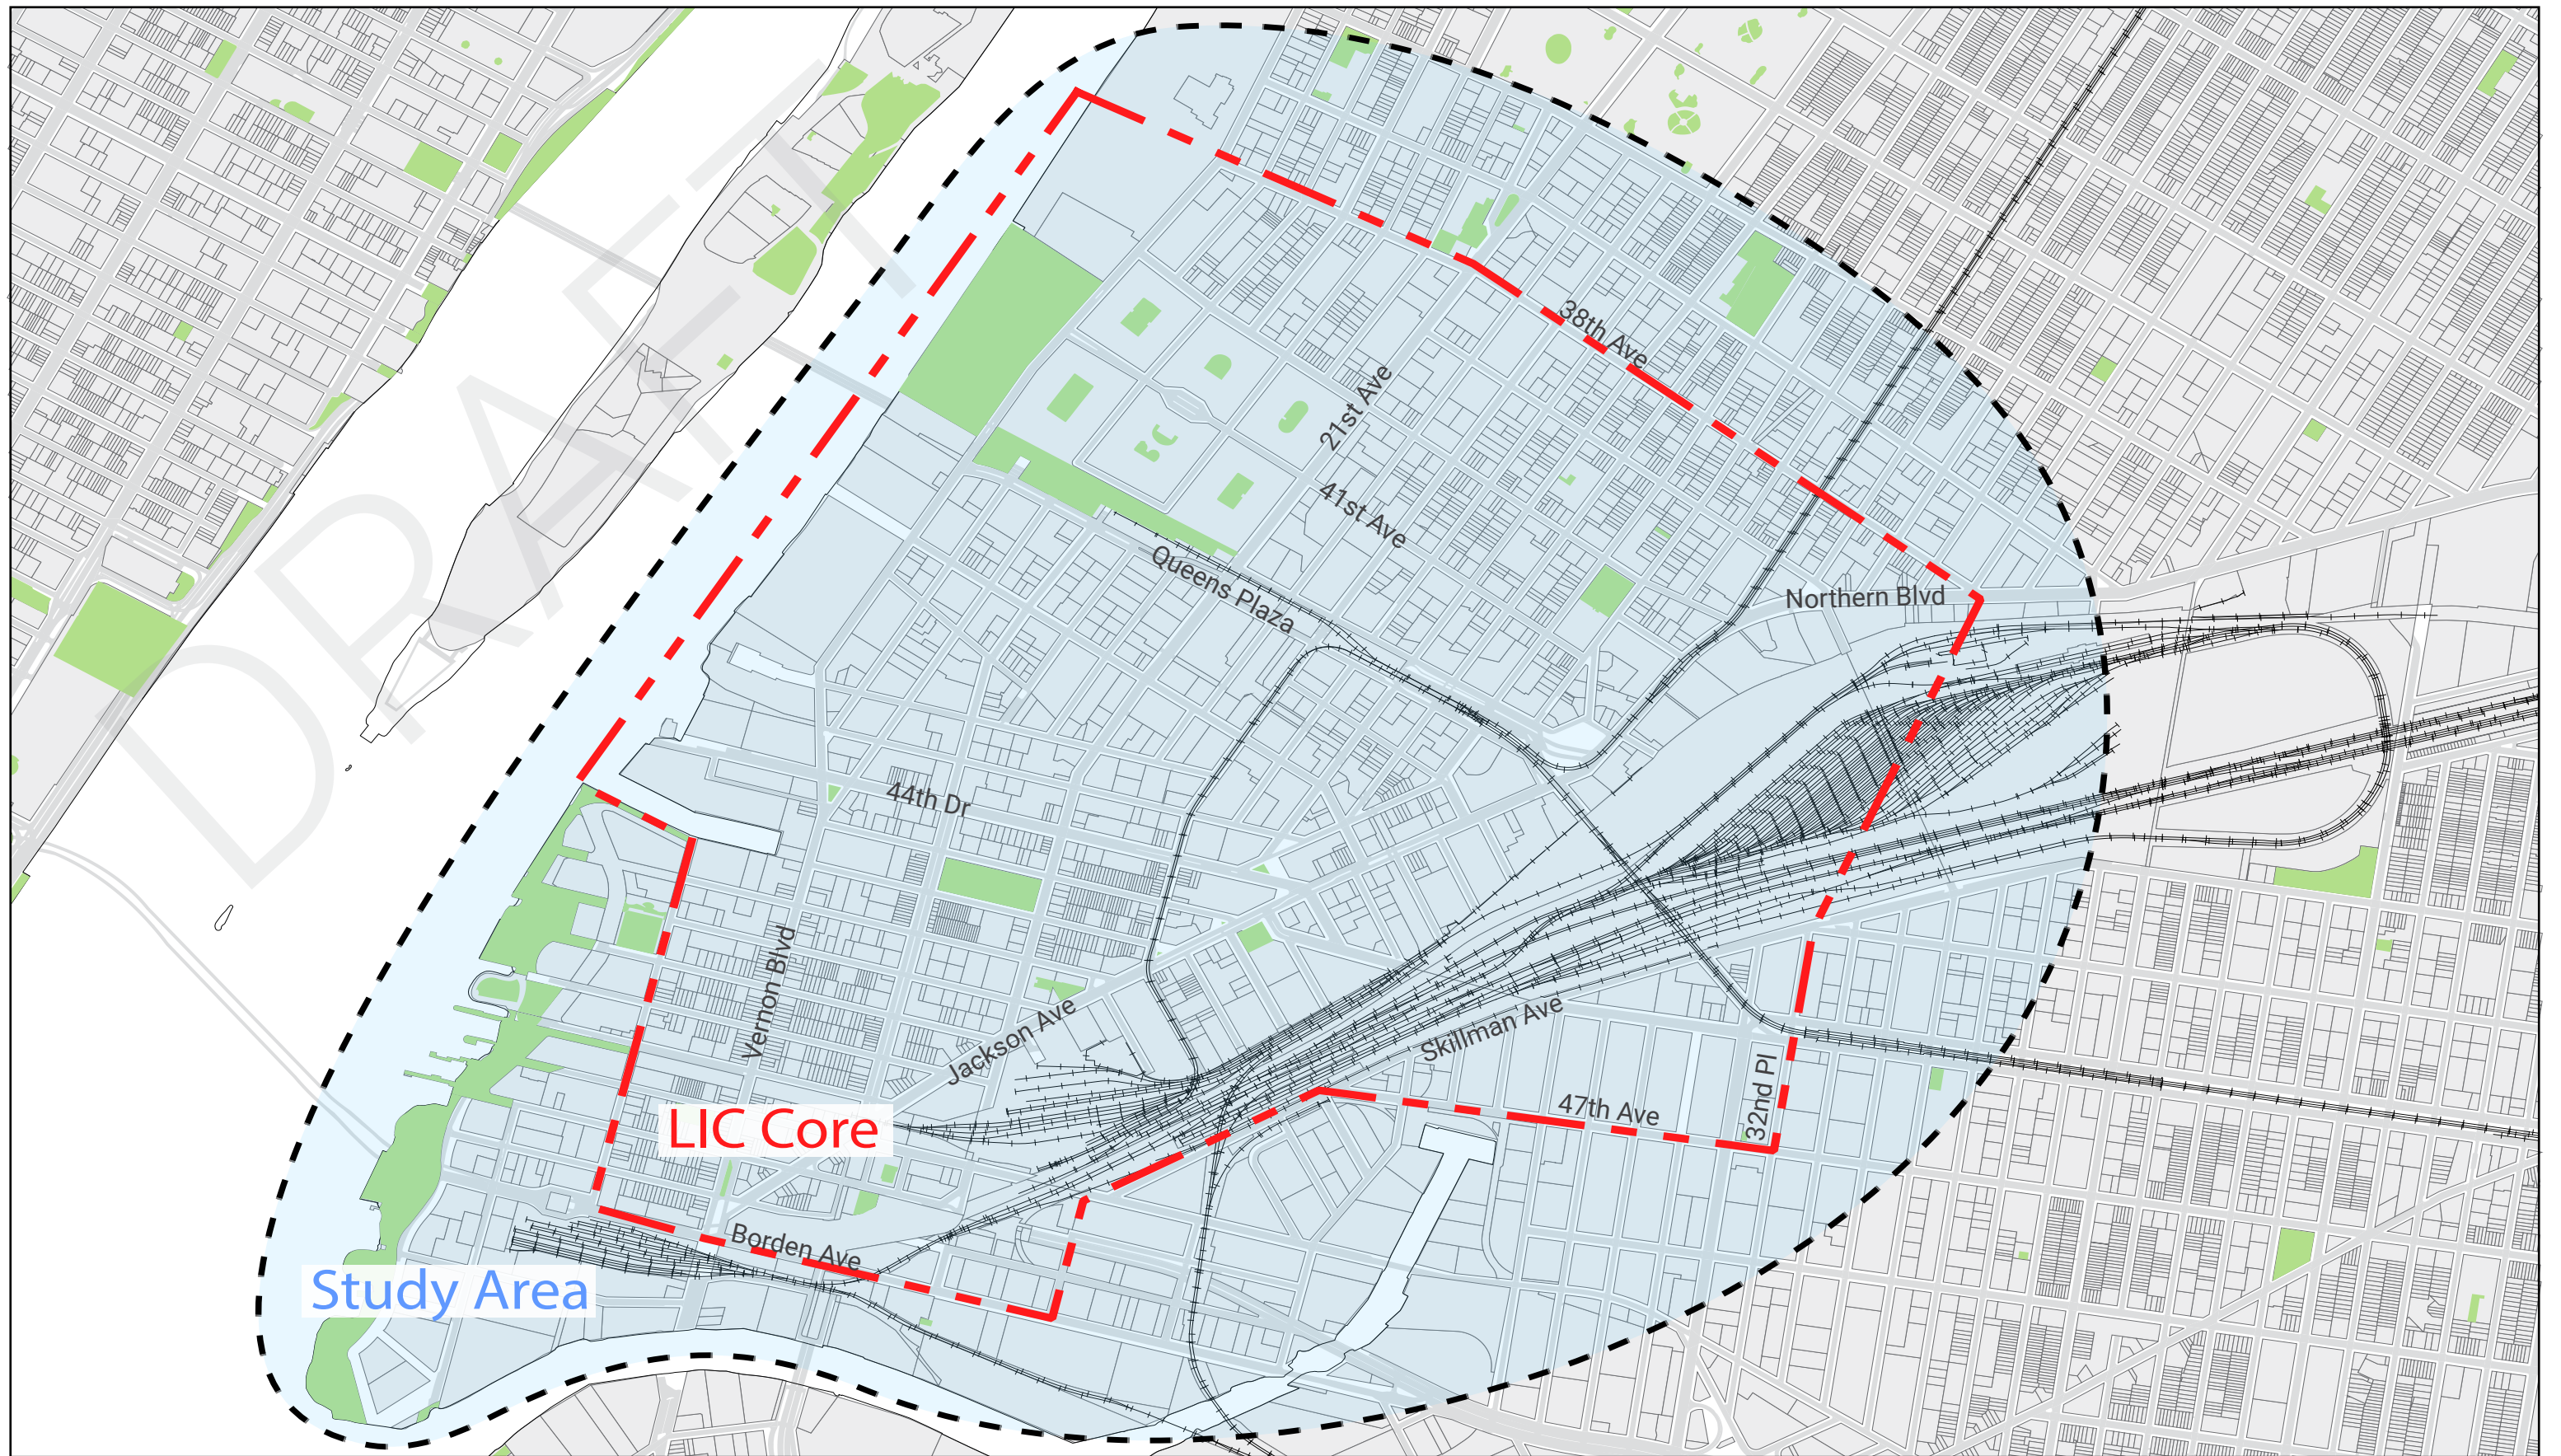 DRAFT
38th Ave
21st Ave
41st Ave
Queens Plaza
Northern Blvd
44th Dr
Vernon Blvd
Jackson Ave
Skillman Ave
32nd Pl
47th Ave
LIC Core
Borden Ave
Study Area